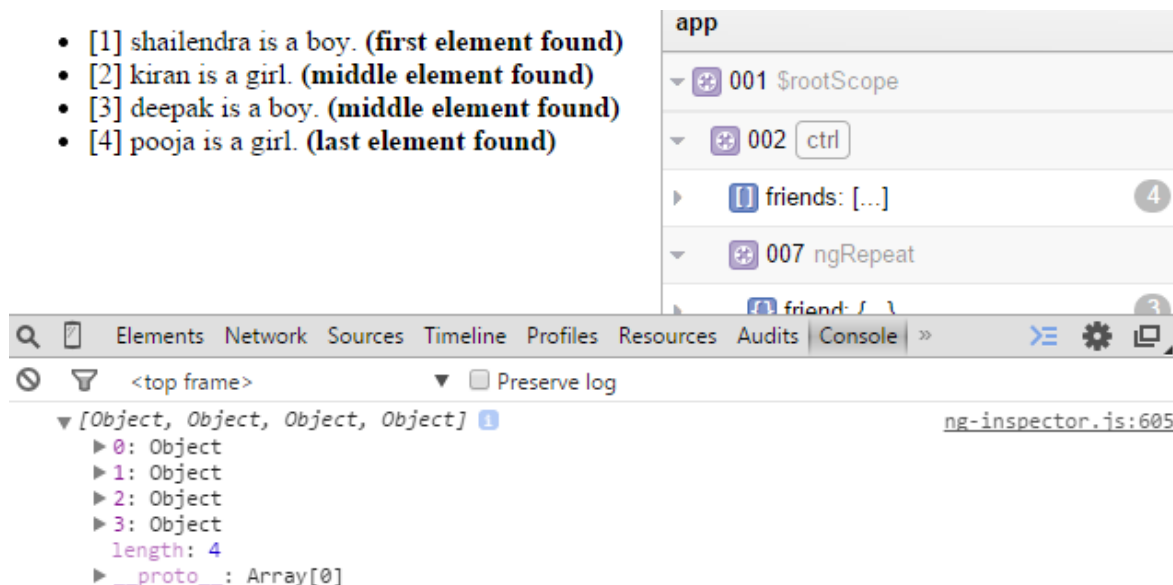 • [1] shailendra is a boy. (first element found)
• [2] kiran is a girl. (middle element found)
• [3] deepak is a boy. (middle element found)
• [4] pooja is a girl. (last element found)
app
001 $rootScope
002 ctrl
[] friends: [...] 4
007 ngRepeat
{} friend: {...} 3
Elements Network Sources Timeline Profiles Resources Audits Console »
<top frame> ▼ Preserve log
▼ [Object, Object, Object, Object] i ng-inspector.js:605
▶ 0: Object
▶ 1: Object
▶ 2: Object
▶ 3: Object
length: 4
▶ __proto__: Array[0]